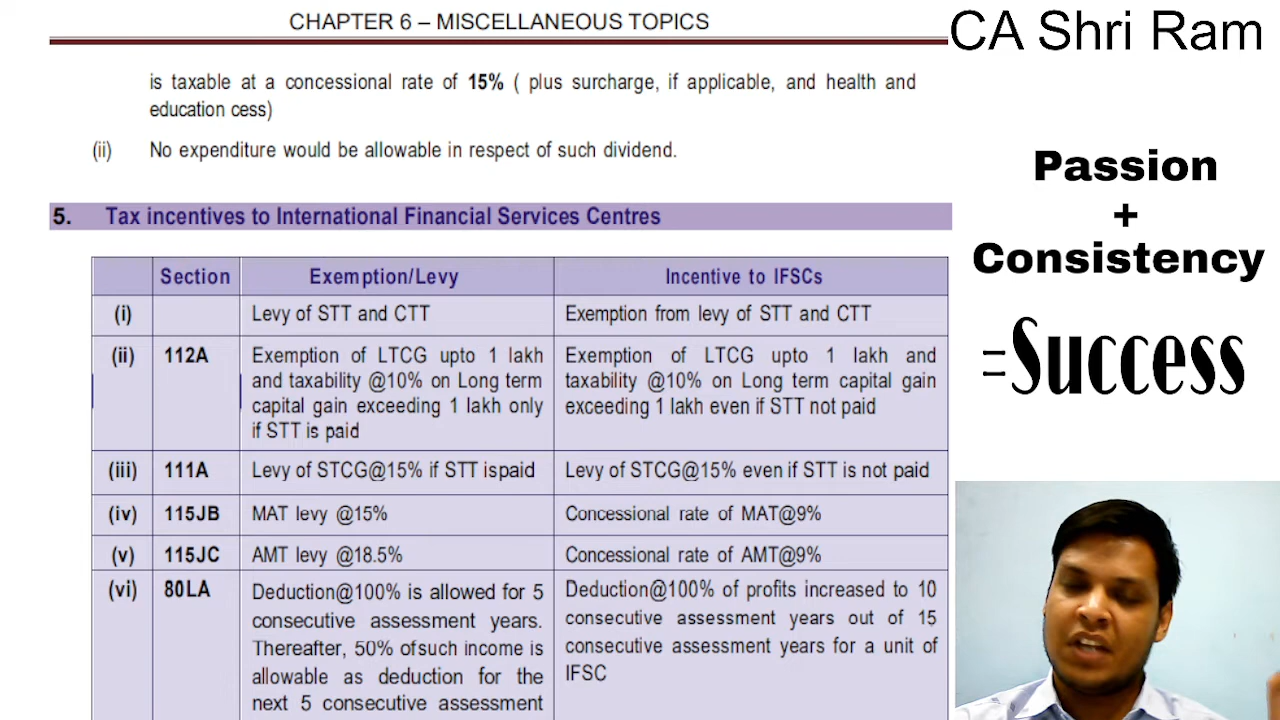 CHAPTER 6 – MISCELLANEOUS TOPICS
CA Shri Ram
is taxable at a concessional rate of 15% ( plus surcharge, if applicable, and health and
education cess)
(ii) No expenditure would be allowable in respect of such dividend.
Passion
+
Consistency
=Success
5. Tax incentives to International Financial Services Centres
Section Exemption/Levy Incentive to IFSCs
(i) Levy of STT and CTT Exemption from levy of STT and CTT
(ii) 112A Exemption of LTCG upto 1 lakh Exemption of LTCG upto 1 lakh and
and taxability @10% on Long term taxability @10% on Long term capital gain
capital gain exceeding 1 lakh only exceeding 1 lakh even if STT not paid
if STT is paid
(iii) 111A Levy of STCG@15% if STT ispaid Levy of STCG@15% even if STT is not paid
(iv) 115JB MAT levy @15% Concessional rate of MAT@9%
(v) 115JC AMT levy @18.5% Concessional rate of AMT@9%
(vi) 80LA Deduction@100% is allowed for 5 Deduction@100% of profits increased to 10
consecutive assessment years. consecutive assessment years out of 15
Thereafter, 50% ofsuch income is consecutive assessment years for a unit of
allowable as deduction for the IFSC
next 5 consecutive assessment